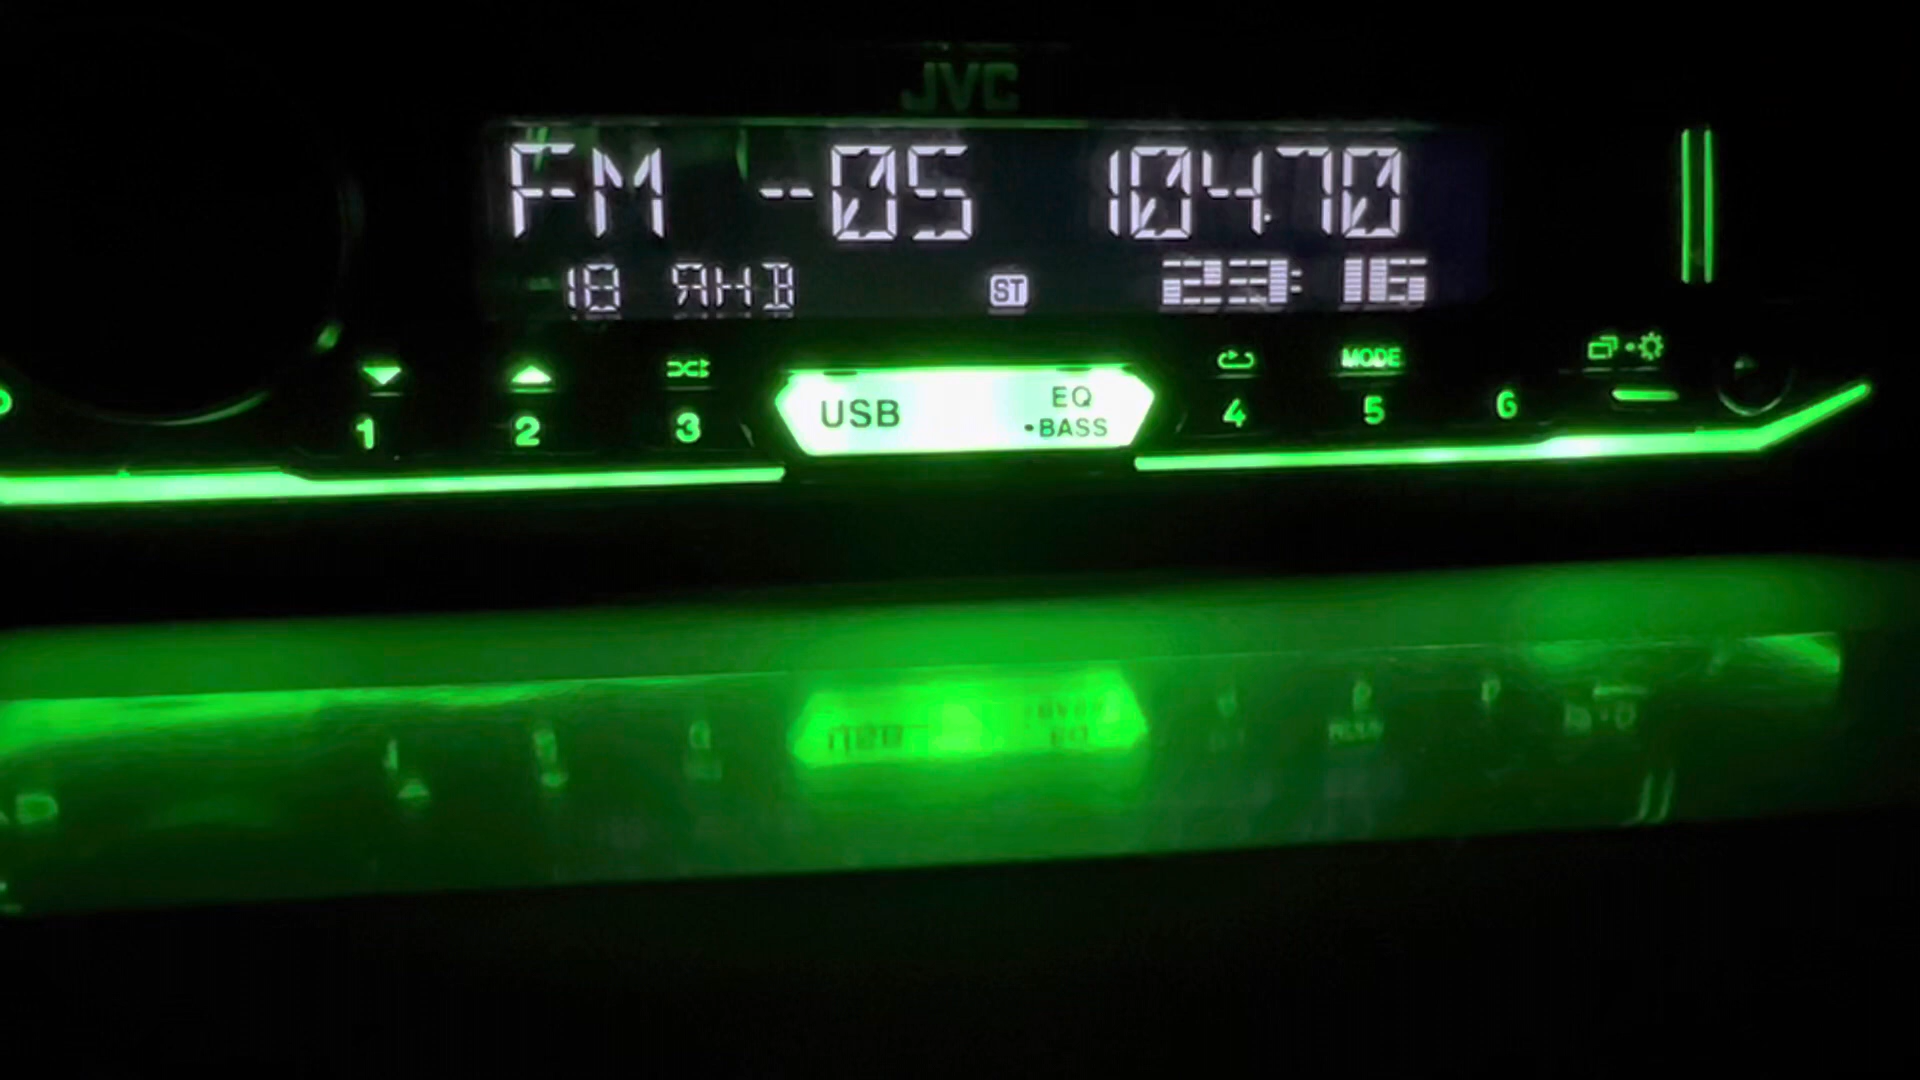 JVC
FM --05 104.70
18 ЯНВ ST 23:16
MODE
USB EQ
•BASS
1 2 3 4 5 6